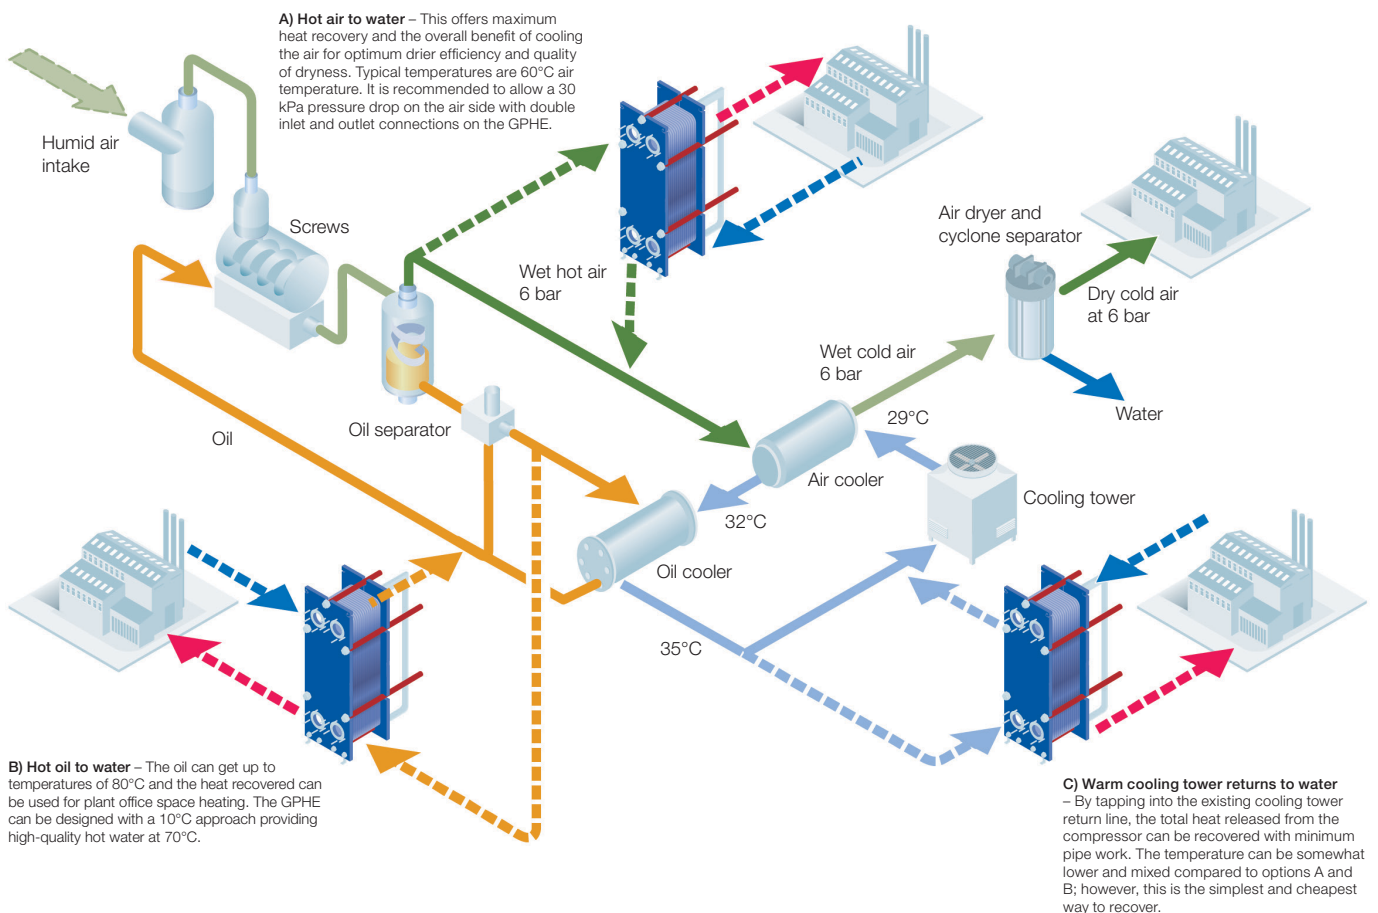 A) Hot air to water – This offers maximum
heat recovery and the overall benefit of cooling
the air for optimum drier efficiency and quality
of dryness. Typical temperatures are 60°C air
temperature. It is recommended to allow a 30
kPa pressure drop on the air side with double
inlet and outlet connections on the GPHE.
Humid air
intake
Screws
Air dryer and
cyclone separator
Wet hot air
6 bar
Dry cold air
at 6 bar
Wet cold air
6 bar
Water
29°C
Oil separator
Oil
Air cooler
Cooling tower
32°C
Oil cooler
35°C
B) Hot oil to water – The oil can get up to
temperatures of 80°C and the heat recovered can
be used for plant office space heating. The GPHE
can be designed with a 10°C approach providing
high-quality hot water at 70°C.
C) Warm cooling tower returns to water
– By tapping into the existing cooling tower
return line, the total heat released from the
compressor can be recovered with minimum
pipe work. The temperature can be somewhat
lower and mixed compared to options A and
B; however, this is the simplest and cheapest
way to recover.